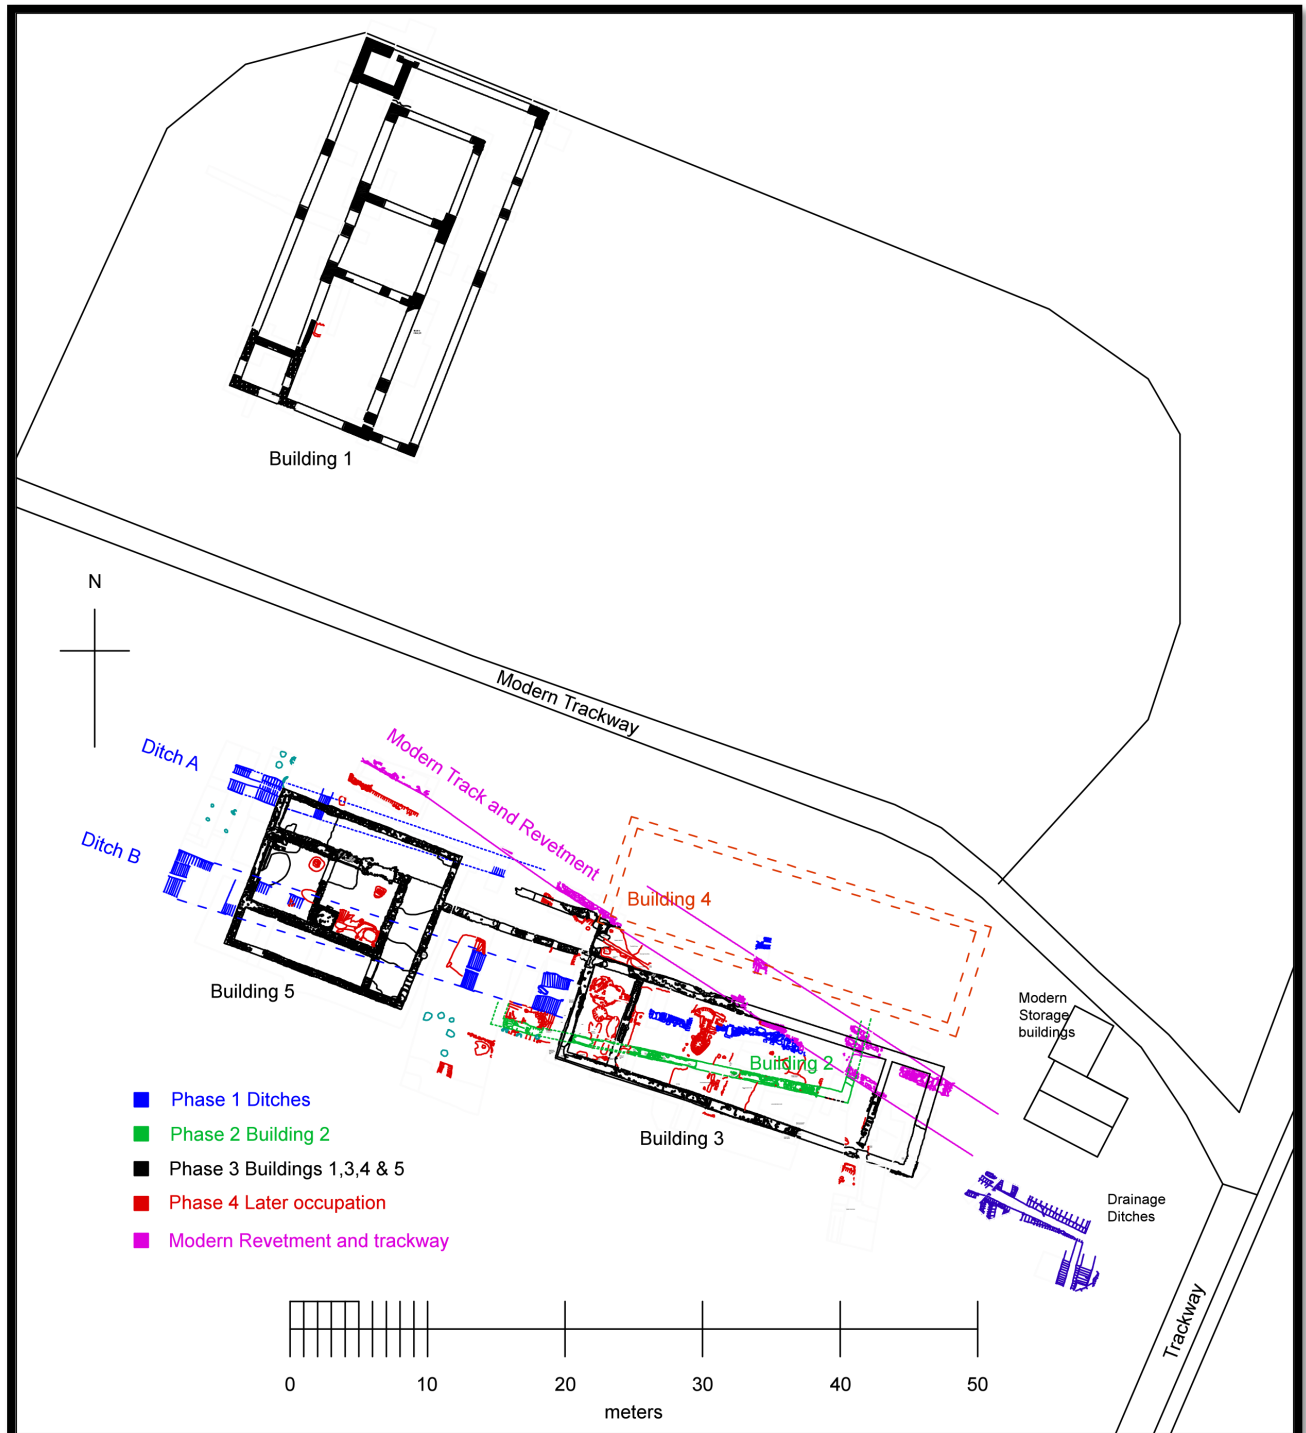 Building 1
N
Modern Trackway
Modern Track and Revetment
Ditch A
Ditch B
Building 4
Building 5
Modern
Storage
buildings
Building 2
Building 3
Phase 1 Ditches
Phase 2 Building 2
Phase 3 Buildings 1,3,4 & 5
Phase 4 Later occupation
Modern Revetment and trackway
Drainage
Ditches
Trackway
0 10 20 30 40 50
meters